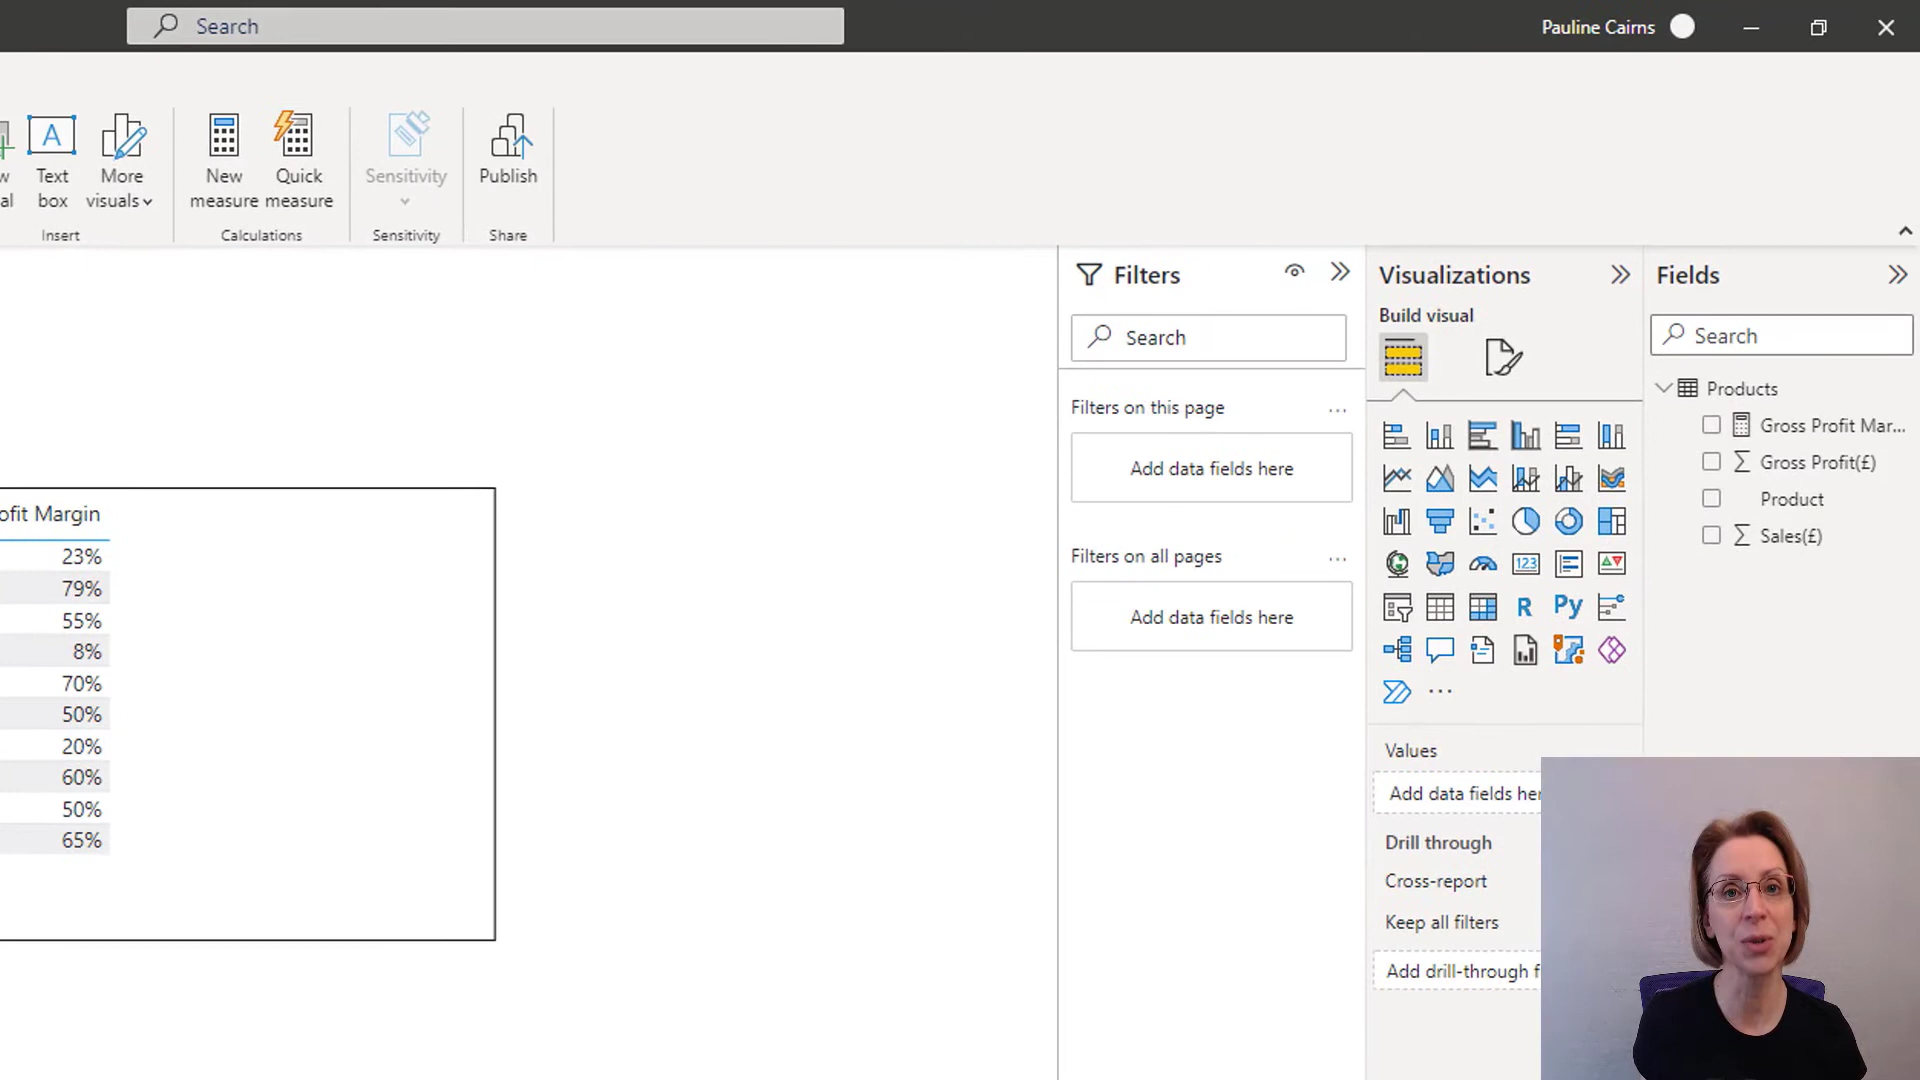 Search
Pauline Cairns
w
al
Text
box
More
visuals
New
measure
Quick
measure
Sensitivity
Publish
Insert
Calculations
Sensitivity
Share
Filters
Search
Filters on this page
...
Add data fields here
Filters on all pages
...
Add data fields here
Visualizations
Build visual
123
R
Py
...
Values
Add data fields her
Drill through
Cross-report
Keep all filters
Add drill-through f
Fields
Search
Products
Gross Profit Mar...
Gross Profit(£)
Product
Sales(£)
ofit Margin
23%
79%
55%
8%
70%
50%
20%
60%
50%
65%